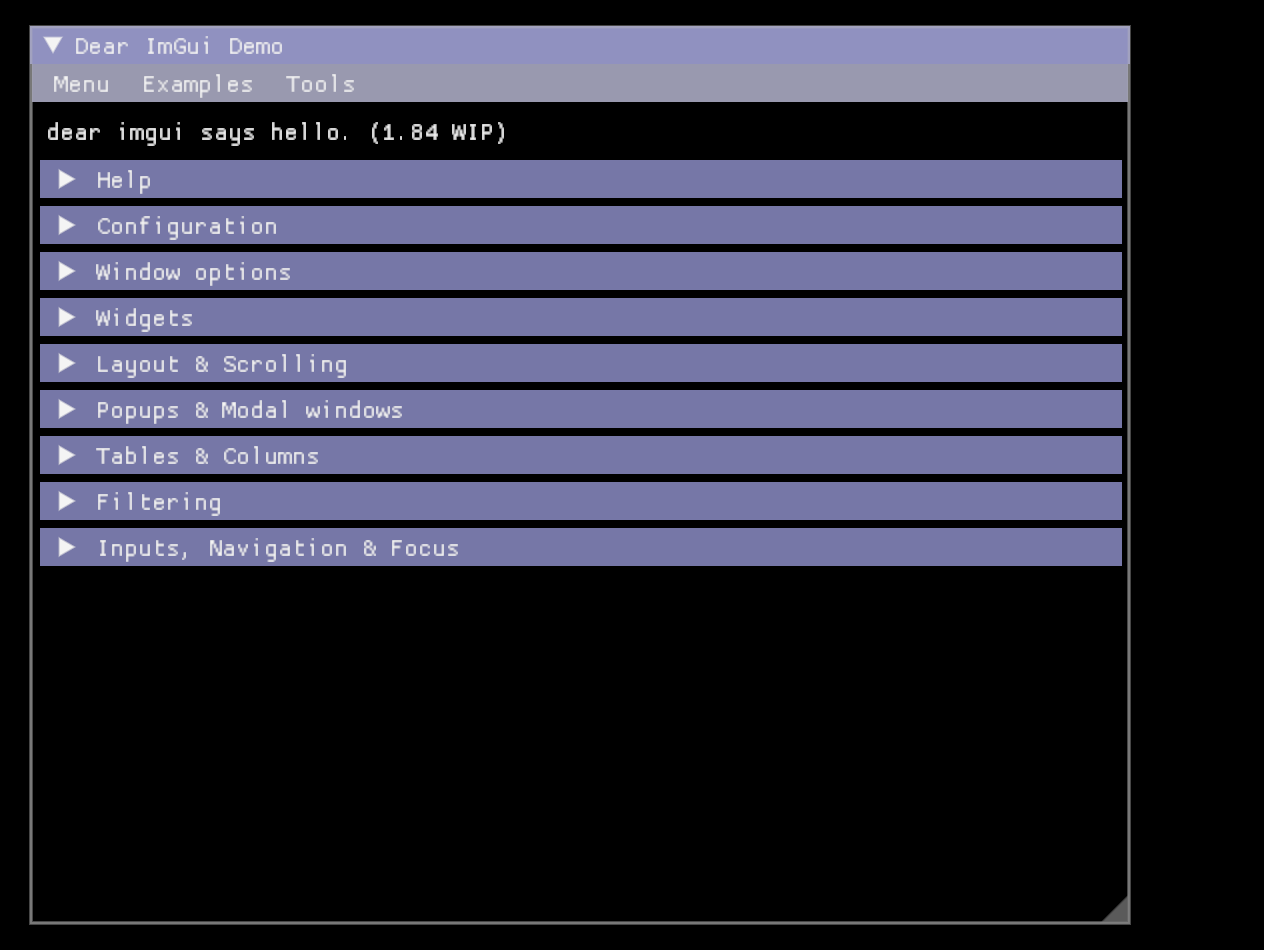 Dear ImGui Demo
Menu Examples Tools
dear imgui says hello. (1.84 WIP)
Help
Configuration
Window options
Widgets
Layout & Scrolling
Popups & Modal windows
Tables & Columns
Filtering
Inputs, Navigation & Focus